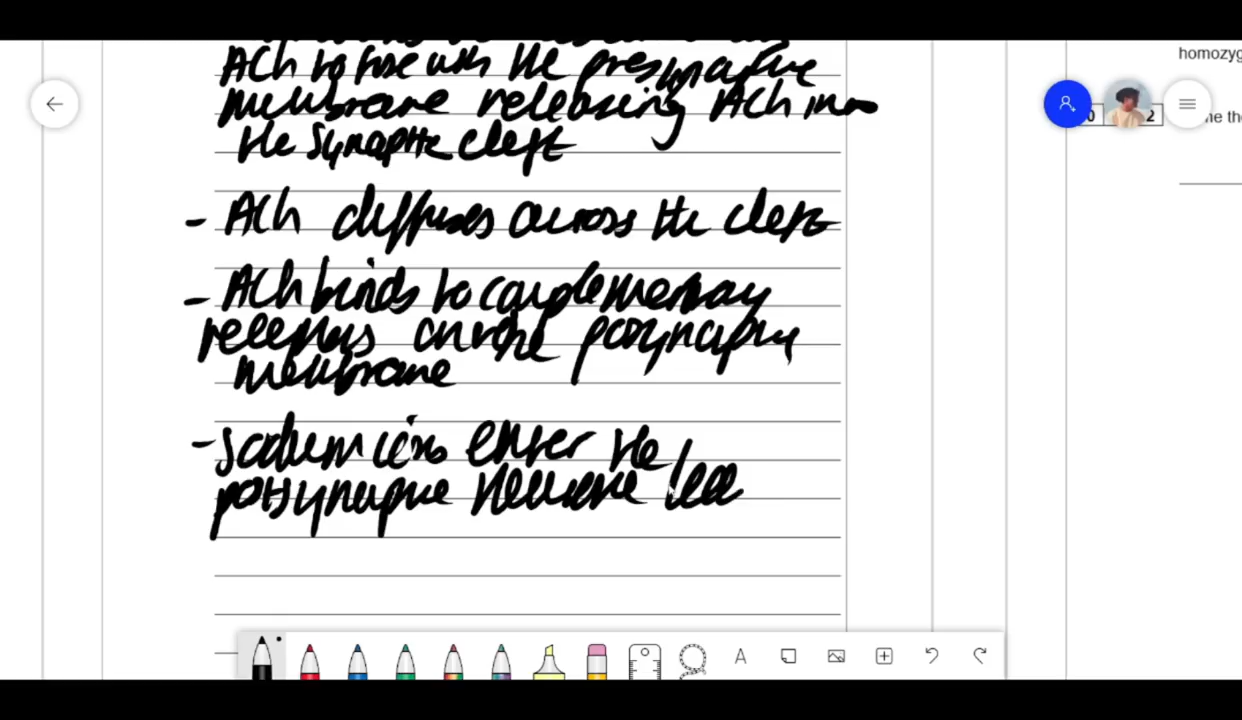 ACh to fuse with the presynaptic
homozyg
membrane releasing ACh into
the synaptic cleft
- ACh diffuses across the cleft
- ACh binds to complementary
receptors on the postsynaptic
membrane
- sodium ions enter the
postsynaptic neurone